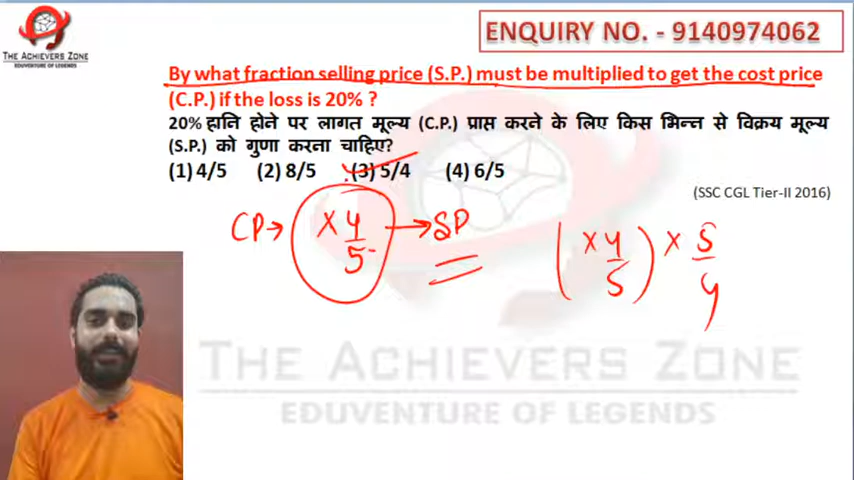 THE ACHIEVERS ZONE
EDUVENTURE OF LEGENDS
ENQUIRY NO. - 9140974062
By what fraction selling price (S.P.) must be multiplied to get the cost price
(C.P.) if the loss is 20% ?
20% हानि होने पर लागत मूल्य (C.P.) प्राप्त करने के लिए किस भिन्न से विक्रय मूल्य
(S.P.) को गुणा करना चाहिए?
(1) 4/5 (2) 8/5 (3) 5/4 (4) 6/5
(SSC CGL Tier-II 2016)
CP→ × 4/5 → SP
(× 4/5) × 5/4
THE ACHIEVERS ZONE
EDUVENTURE OF LEGENDS